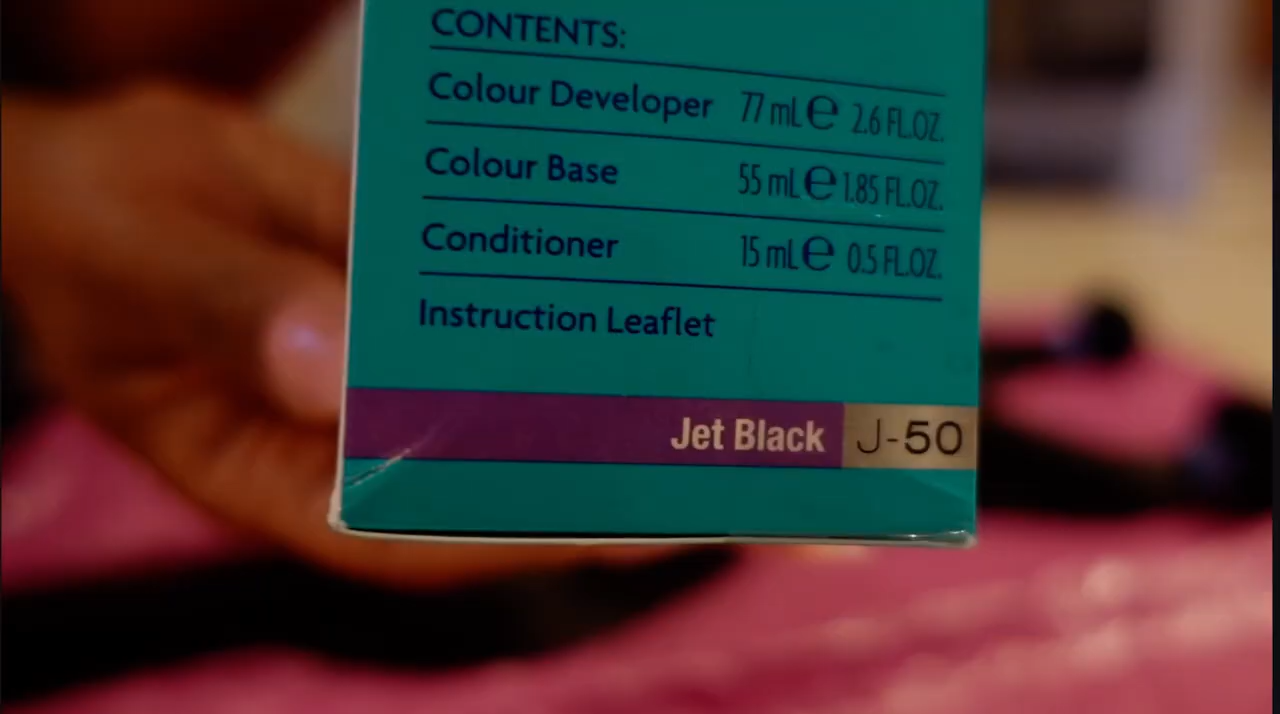 CONTENTS:
Colour Developer 77 mL e 2.6 FL.OZ.
Colour Base 55 mL e 1.85 FL.OZ.
Conditioner 15 mL e 0.5 FL.OZ.
Instruction Leaflet
Jet Black J-50